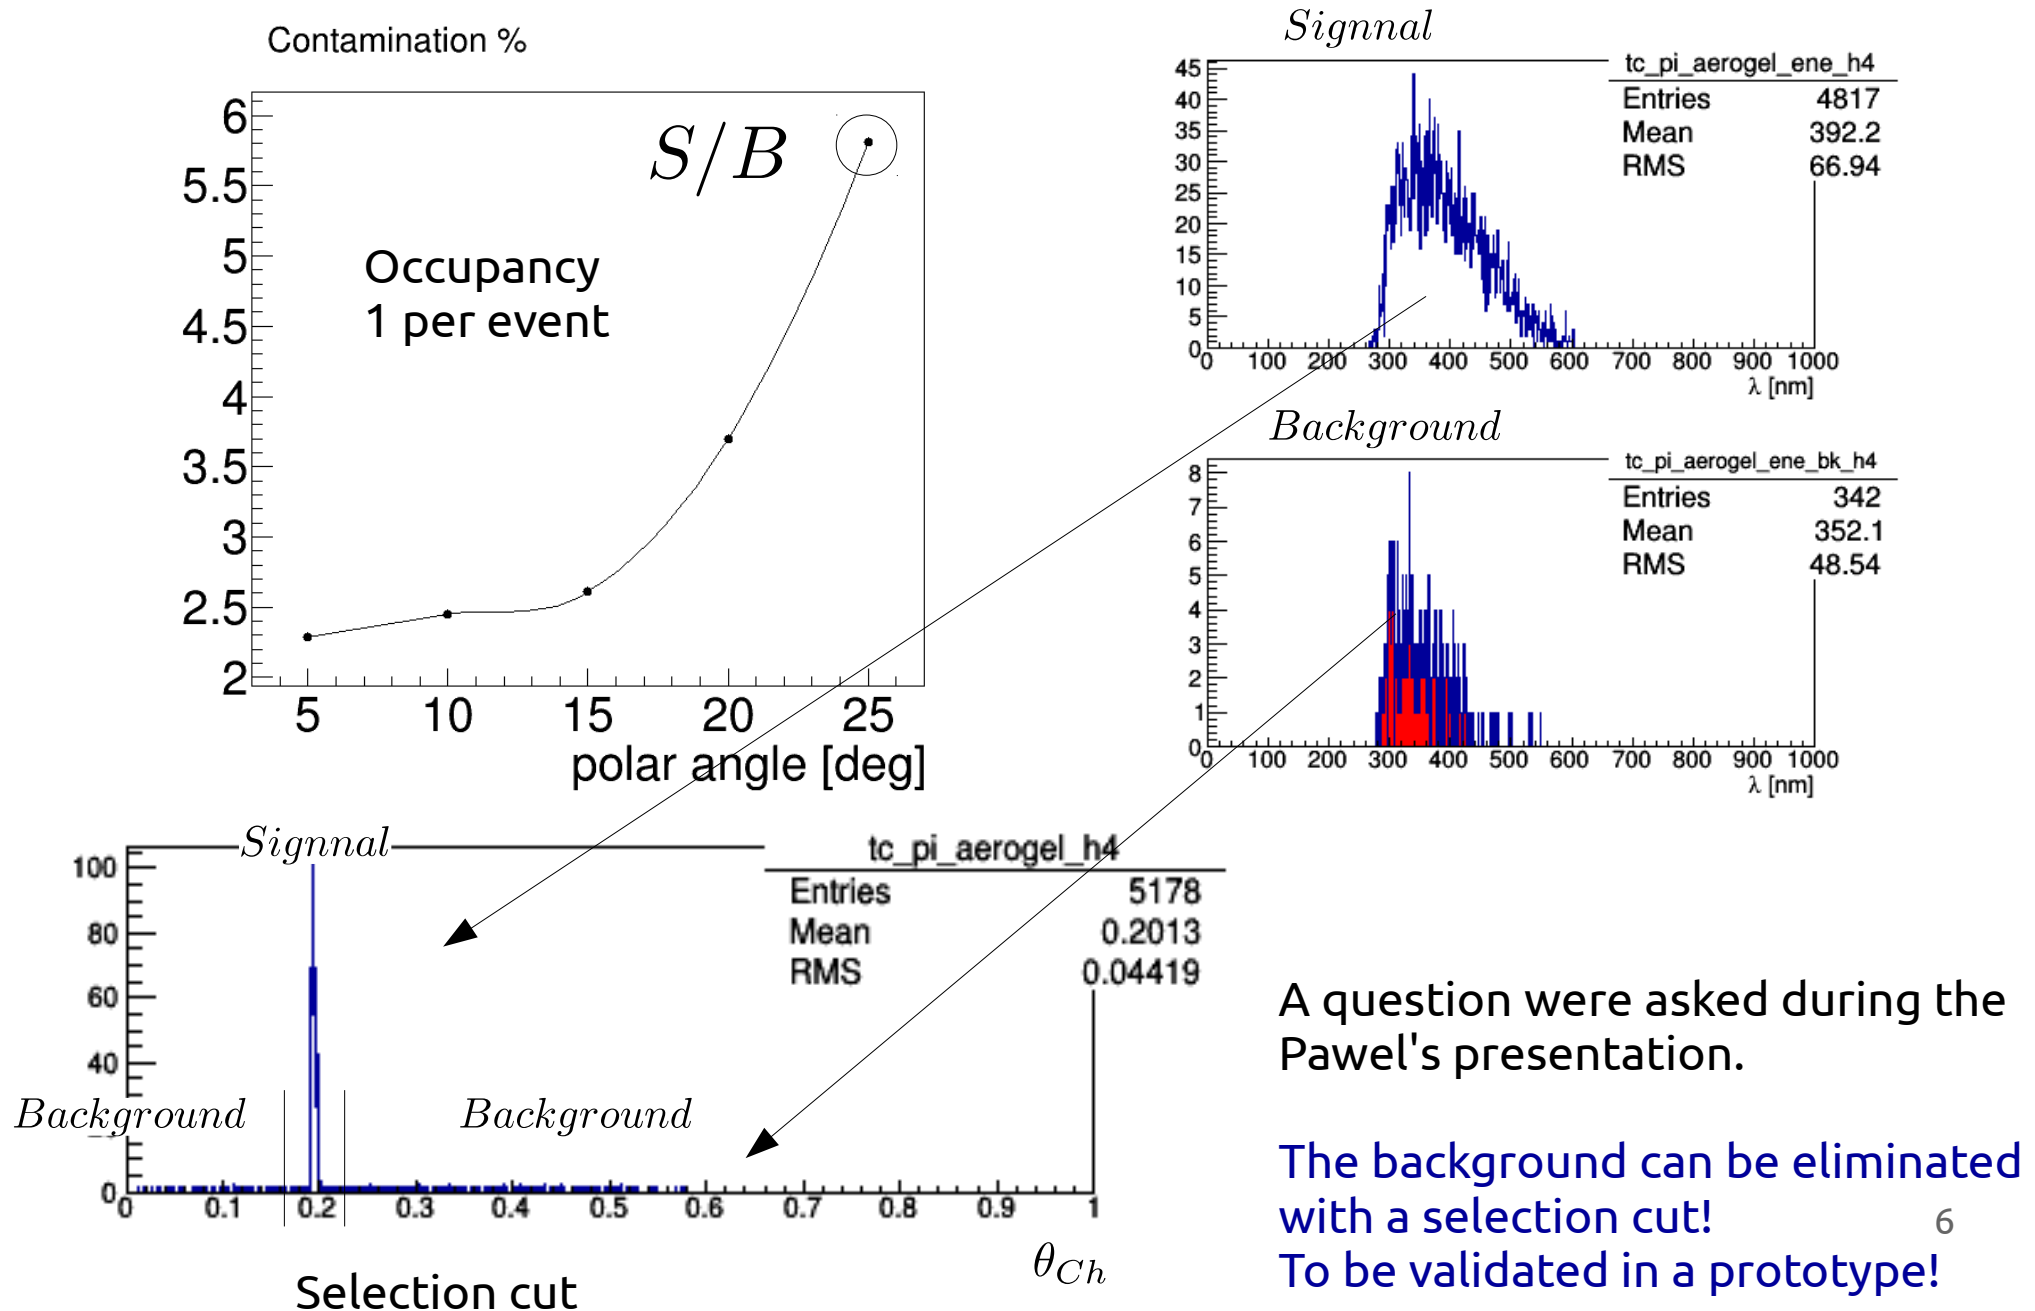 Contamination %
6
5.5
5
4.5
4
3.5
3
2.5
2
S/B
Occupancy
1 per event
5 10 15 20 25
polar angle [deg]
Signnal
tc_pi_aerogel_ene_h4
Entries 4817
Mean 392.2
RMS 66.94
45
40
35
30
25
20
15
10
5
0
0 100 200 300 400 500 600 700 800 900 1000
λ [nm]
Background
tc_pi_aerogel_ene_bk_h4
Entries 342
Mean 352.1
RMS 48.54
8
7
6
5
4
3
2
1
0
0 100 200 300 400 500 600 700 800 900 1000
λ [nm]
Signnal
tc_pi_aerogel_h4
Entries 5178
Mean 0.2013
RMS 0.04419
100
80
60
40
0
Background Background
0 0.1 0.2 0.3 0.4 0.5 0.6 0.7 0.8 0.9 1
θCh
Selection cut
A question were asked during the
Pawel's presentation.
The background can be eliminated
with a selection cut!
To be validated in a prototype!
6